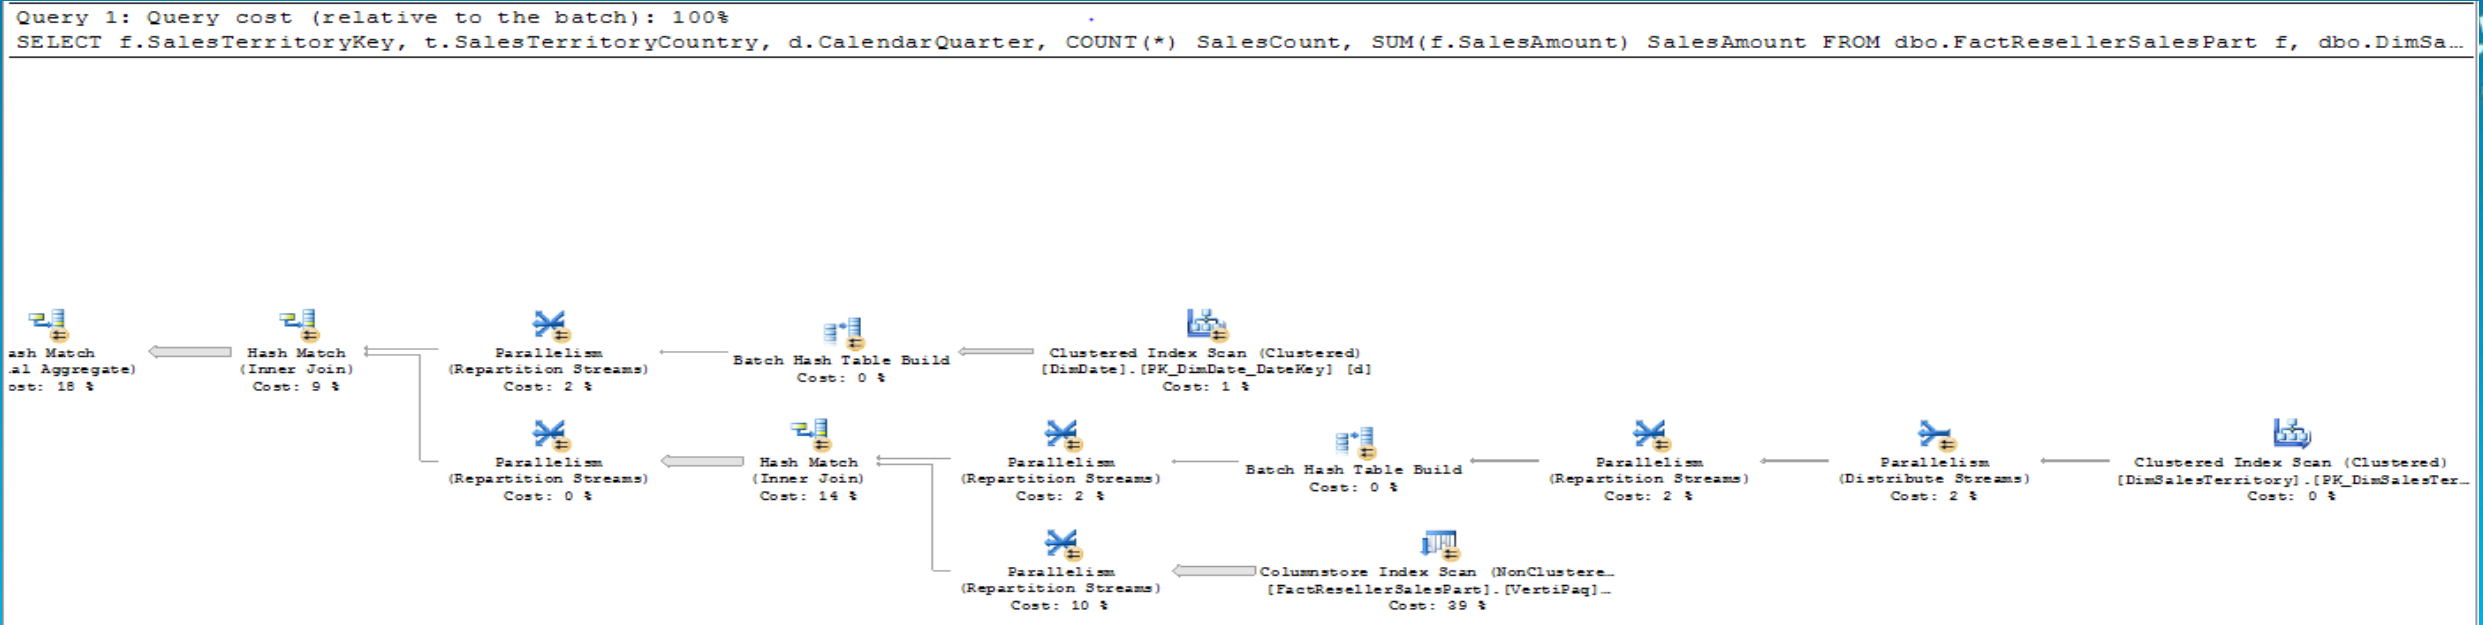 Query 1: Query cost (relative to the batch): 100%
SELECT f.SalesTerritoryKey, t.SalesTerritoryCountry, d.CalendarQuarter, COUNT(*) SalesCount, SUM(f.SalesAmount) SalesAmount FROM dbo.FactResellerSalesPart f, dbo.DimSa…
ash Match
al Aggregate)
ost: 18 %
Hash Match
(Inner Join)
Cost: 9 %
Parallelism
(Repartition Streams)
Cost: 2 %
Batch Hash Table Build
Cost: 0 %
Clustered Index Scan (Clustered)
[DimDate].[PK_DimDate_DateKey] [d]
Cost: 1 %
Parallelism
(Repartition Streams)
Cost: 0 %
Hash Match
(Inner Join)
Cost: 14 %
Parallelism
(Repartition Streams)
Cost: 2 %
Batch Hash Table Build
Cost: 0 %
Parallelism
(Repartition Streams)
Cost: 2 %
Parallelism
(Distribute Streams)
Cost: 2 %
Clustered Index Scan (Clustered)
[DimSalesTerritory].[PK_DimSalesTer…
Cost: 0 %
Parallelism
(Repartition Streams)
Cost: 10 %
Columnstore Index Scan (NonClustere…
[FactResellerSalesPart].[VertiPaq]…
Cost: 39 %